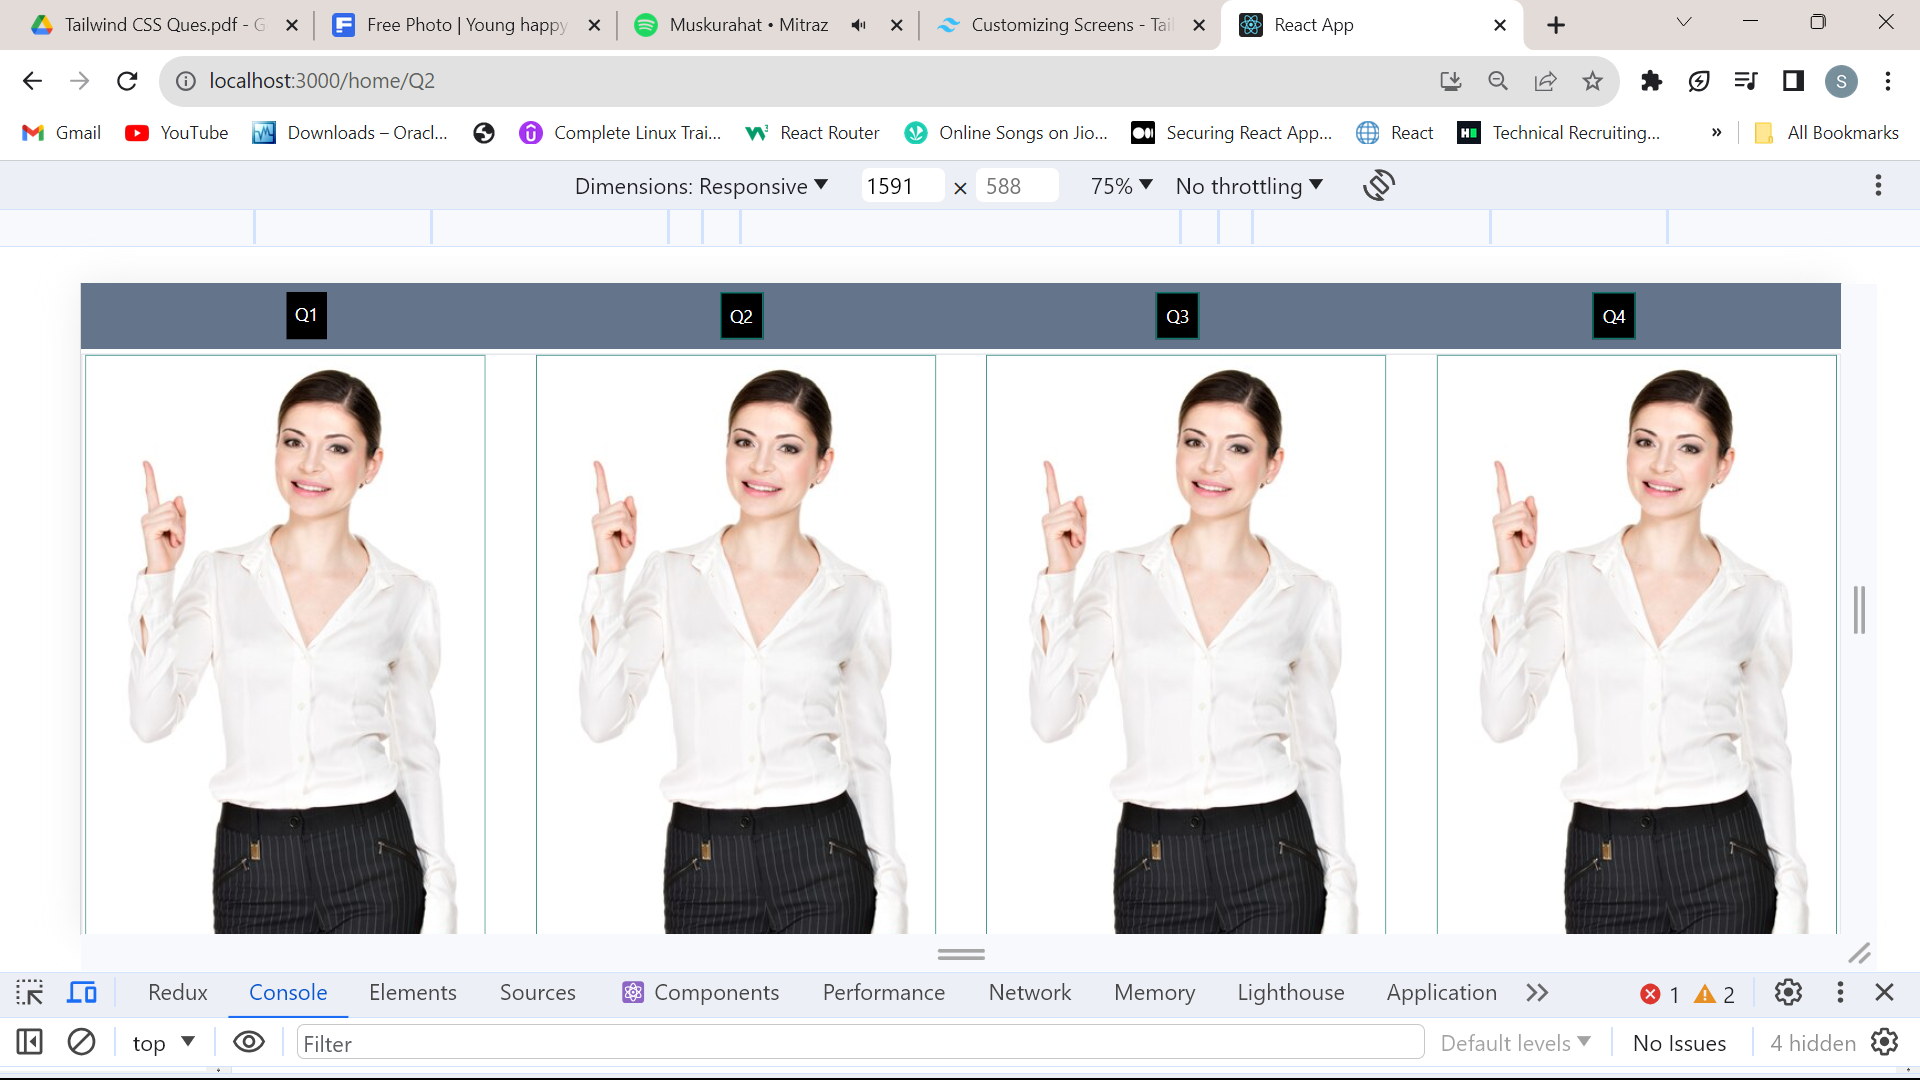 Tailwind CSS Ques.pdf - G
Free Photo | Young happy
Muskurahat • Mitraz
Customizing Screens - Tail
React App
localhost:3000/home/Q2
S
Gmail
YouTube
Downloads – Oracl...
Complete Linux Trai...
React Router
Online Songs on Jio...
Securing React App...
React
Technical Recruiting...
»
All Bookmarks
Dimensions: Responsive
1591 × 588
75%
No throttling
Q1
Q2
Q3
Q4
Redux
Console
Elements
Sources
Components
Performance
Network
Memory
Lighthouse
Application
1
2
top
Filter
Default levels
No Issues
4 hidden